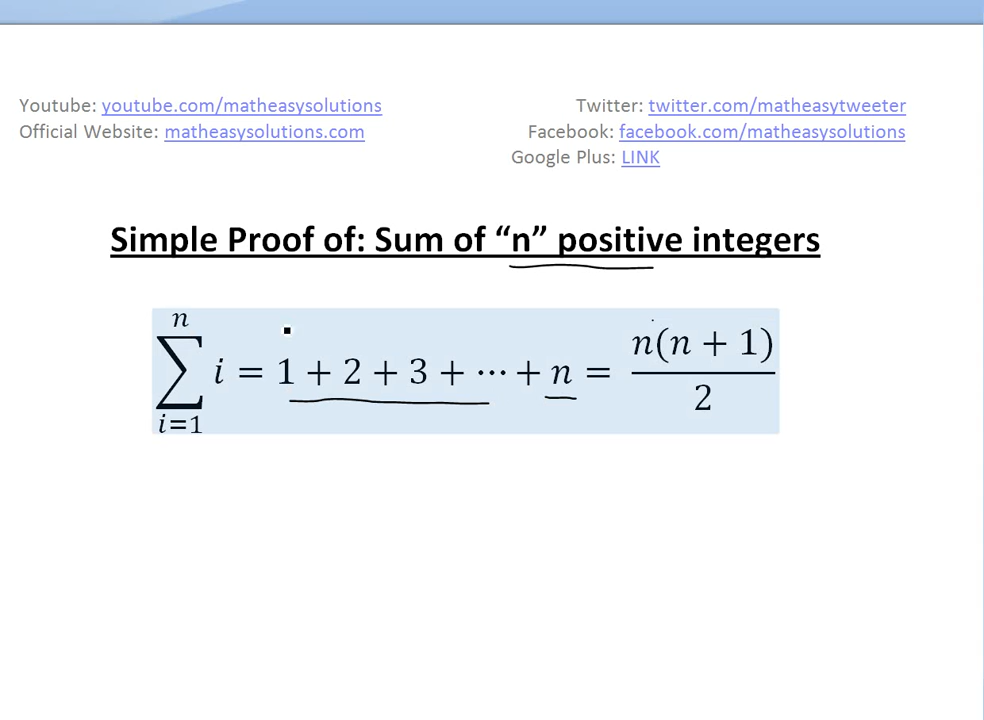 Youtube: youtube.com/matheasysolutions
Twitter: twitter.com/matheasytweeter
Official Website: matheasysolutions.com
Facebook: facebook.com/matheasysolutions
Google Plus: LINK
Simple Proof of: Sum of “n” positive integers
∑_{i=1}^{n} i = 1 + 2 + 3 + ⋯ + n = n(n + 1)/2